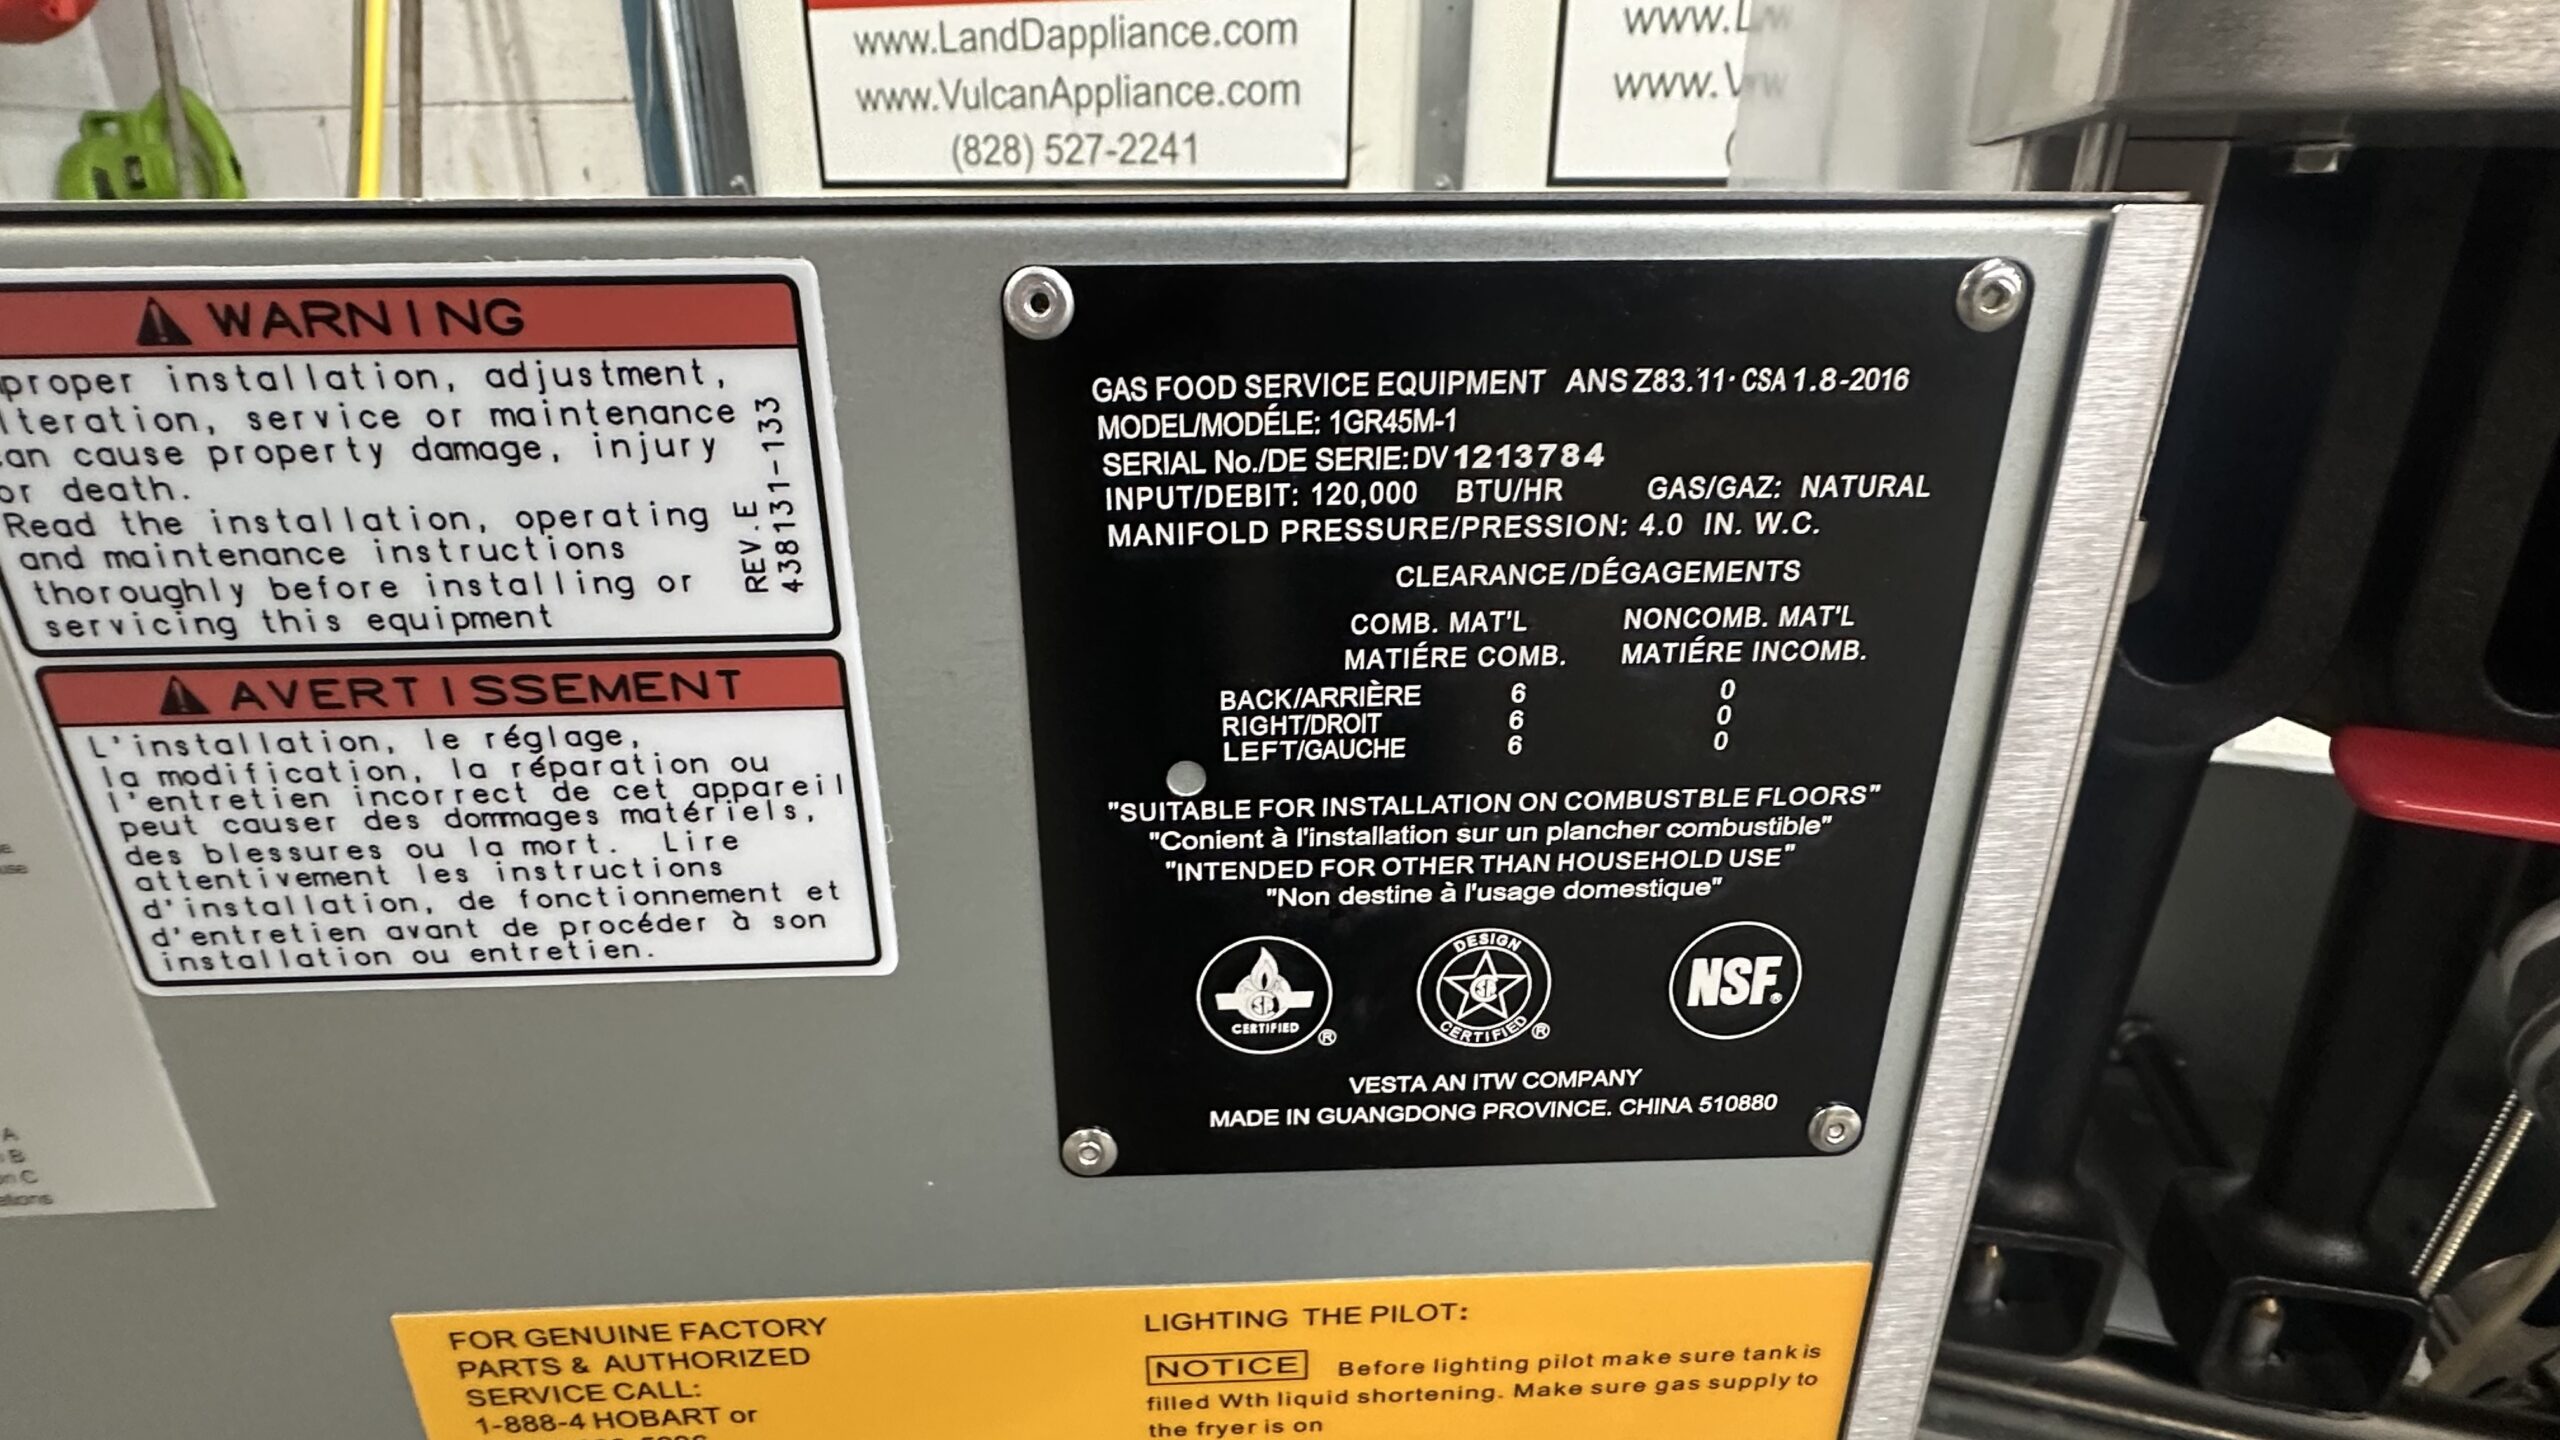 www.LandDappliance.com
www.VulcanAppliance.com
(828) 527-2241
WARNING
proper installation, adjustment,
lteration, service or maintenance
an cause property damage, injury
or death.
Read the installation, operating
and maintenance instructions
thoroughly before installing or
servicing this equipment
REV.E
438131-133
AVERTISSEMENT
L'installation, le réglage,
la modification, la réparation ou
l'entretien incorrect de cet appareil
peut causer des dommages matériels,
des blessures ou la mort. Lire
attentivement les instructions
d'installation, de fonctionnement et
d'entretien avant de procéder à son
installation ou entretien.
GAS FOOD SERVICE EQUIPMENT ANS Z83.11· CSA 1.8-2016
MODEL/MODÉLE: 1GR45M-1
SERIAL No./DE SERIE: DV 1213784
INPUT/DEBIT: 120,000 BTU/HR GAS/GAZ: NATURAL
MANIFOLD PRESSURE/PRESSION: 4.0 IN. W.C.
CLEARANCE/DÉGAGEMENTS
COMB. MAT'L NONCOMB. MAT'L
MATIÉRE COMB. MATIÉRE INCOMB.
BACK/ARRIÈRE 6 0
RIGHT/DROIT 6 0
LEFT/GAUCHE 6 0
"SUITABLE FOR INSTALLATION ON COMBUSTBLE FLOORS"
"Conient à l'installation sur un plancher combustible"
"INTENDED FOR OTHER THAN HOUSEHOLD USE"
"Non destine à l'usage domestique"
CERTIFIED ®
DESIGN
CERTIFIED ®
NSF®
VESTA AN ITW COMPANY
MADE IN GUANGDONG PROVINCE. CHINA 510880
FOR GENUINE FACTORY
PARTS & AUTHORIZED
SERVICE CALL:
1-888-4 HOBART or
LIGHTING THE PILOT:
NOTICE Before lighting pilot make sure tank is
filled Wth liquid shortening. Make sure gas supply to
the fryer is on